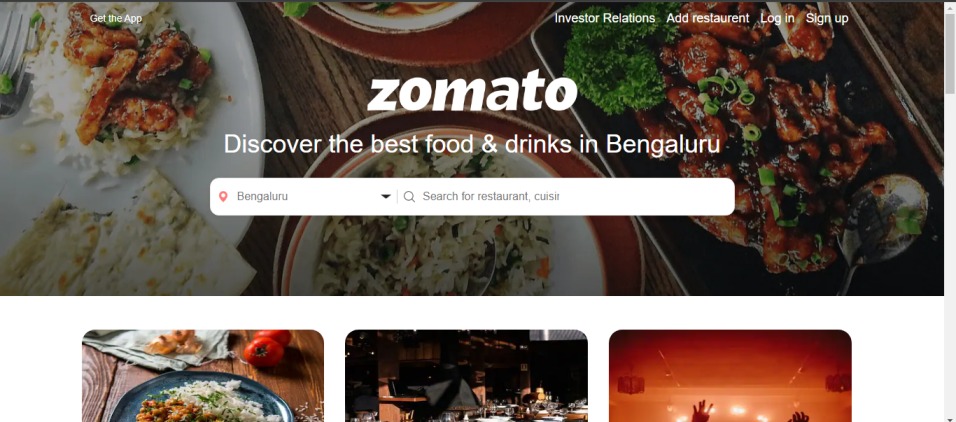 Get the App
Investor Relations Add restaurent Log in Sign up
zomato
Discover the best food & drinks in Bengaluru
Bengaluru
Search for restaurant, cuisin